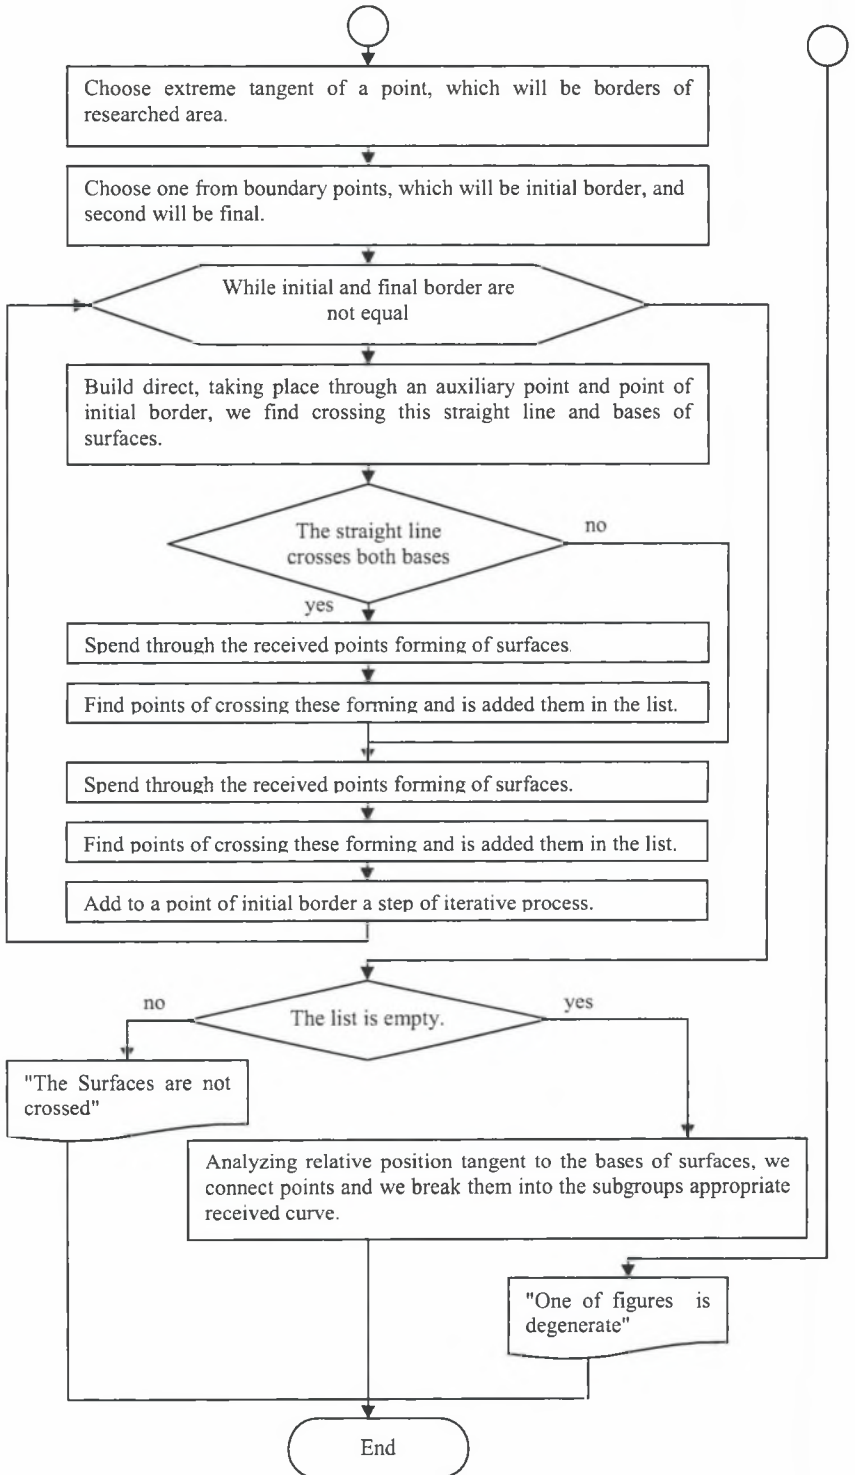 Choose extreme tangent of a point, which will be borders of
researched area.
Choose one from boundary points, which will be initial border, and
second will be final.
While initial and final border are
not equal
Build direct, taking place through an auxiliary point and point of
initial border, we find crossing this straight line and bases of
surfaces.
The straight line
crosses both bases
no
yes
Spend through the received points forming of surfaces.
Find points of crossing these forming and is added them in the list.
Spend through the received points forming of surfaces.
Find points of crossing these forming and is added them in the list.
Add to a point of initial border a step of iterative process.
no
The list is empty.
yes
"The Surfaces are not
crossed"
Analyzing relative position tangent to the bases of surfaces, we
connect points and we break them into the subgroups appropriate
received curve.
"One of figures is
degenerate"
End